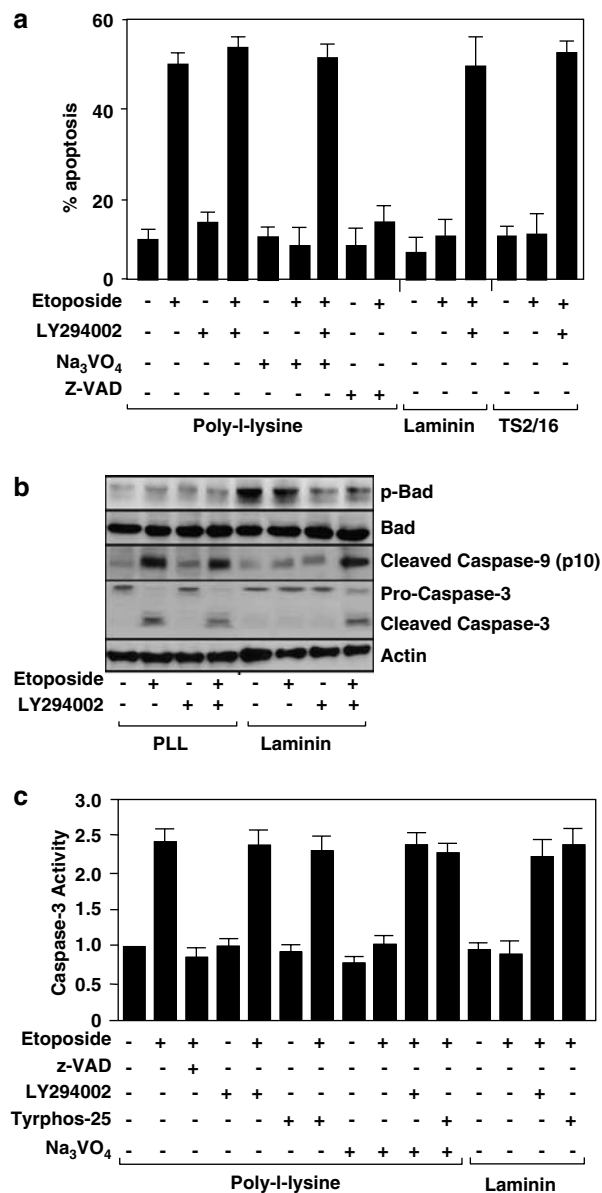 a
60
40
20
0
% apoptosis
Etoposide - + - + - + + - + - + + - + +
LY294002 - - + + - - + - - - - + - - +
Na3VO4 - - - - + + + - - - - - - - -
Z-VAD - - - - - - - + + - - - - - -
Poly-l-lysine Laminin TS2/16
b
p-Bad
Bad
Cleaved Caspase-9 (p10)
Pro-Caspase-3
Cleaved Caspase-3
Actin
Etoposide - + - + - + - +
LY294002 - - + + - - + +
PLL Laminin
c
3.0
2.5
2.0
1.5
1.0
0.5
0
Caspase-3 Activity
Etoposide - + + - + - + - + + + - + + +
z-VAD - - + - - - - - - - - - - - -
LY294002 - - - + + - - - - + - - - + -
Tyrphos-25 - - - - - + + - - - + - - - +
Na3VO4 - - - - - - - + + + + - - - -
Poly-l-lysine Laminin